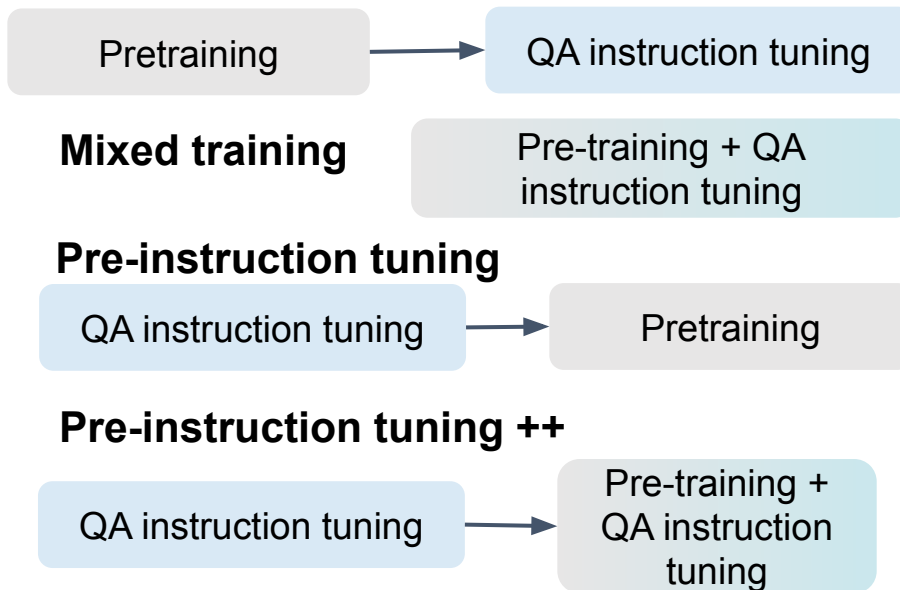 Pretraining
QA instruction tuning
Mixed training
Pre-training + QA
instruction tuning
Pre-instruction tuning
QA instruction tuning
Pretraining
Pre-instruction tuning ++
QA instruction tuning
Pre-training +
QA instruction
tuning